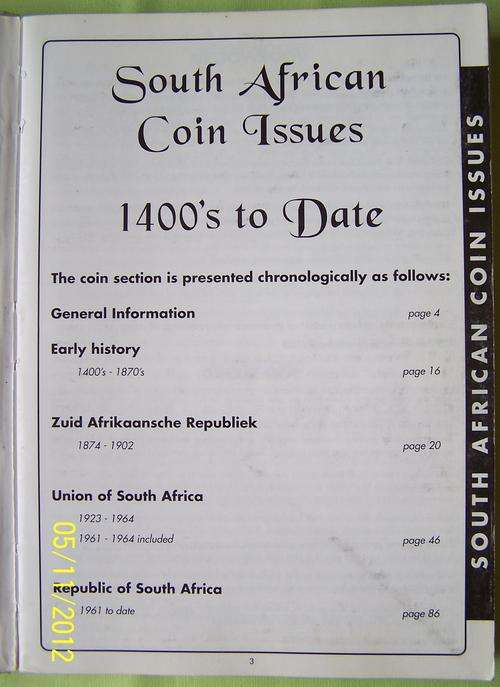 South African
Coin Issues
1400's to Date
The coin section is presented chronologically as follows:
General Information page 4
Early history
1400's - 1870's page 16
Zuid Afrikaansche Republiek
1874 - 1902 page 20
Union of South Africa
1923 - 1964
1961 - 1964 included page 46
Republic of South Africa
1961 to date page 86
3
SOUTH AFRICAN COIN ISSUES
05/11/2012